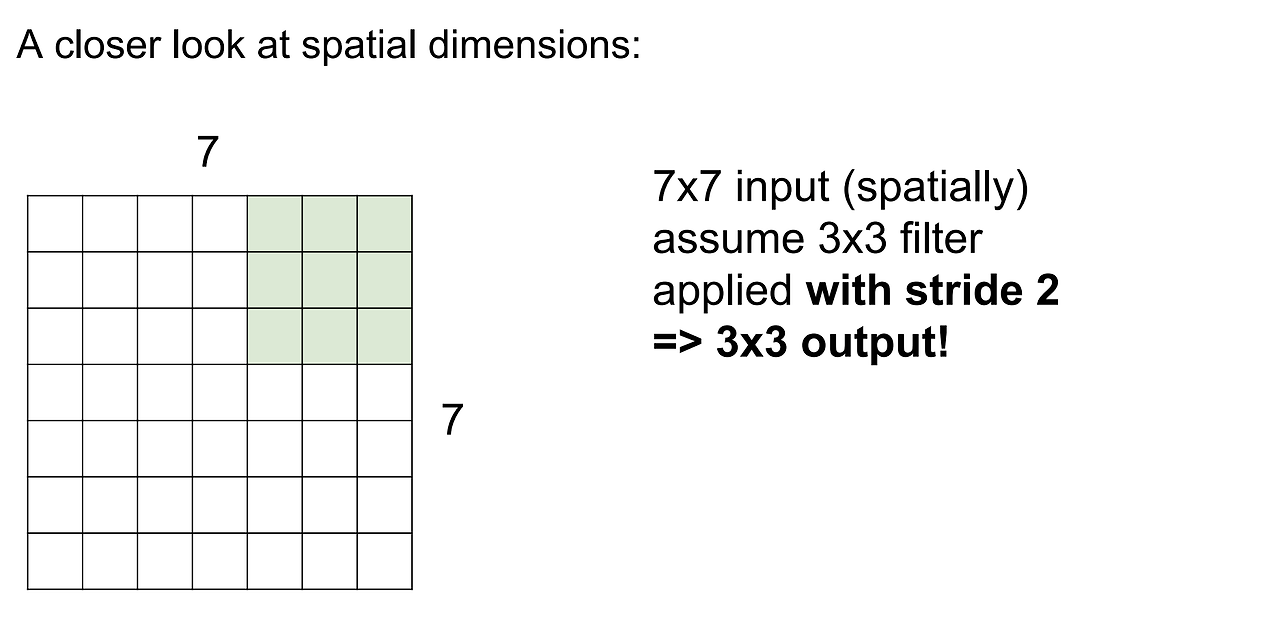 A closer look at spatial dimensions:
7
7x7 input (spatially)
assume 3x3 filter
applied with stride 2
=> 3x3 output!
7